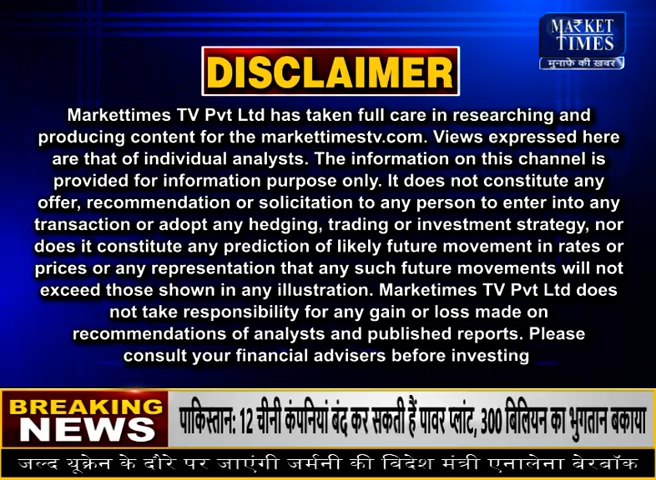 MARKET
TIMES
मुनाफे की ख़बर
DISCLAIMER
Markettimes TV Pvt Ltd has taken full care in researching and
producing content for the markettimestv.com. Views expressed here
are that of individual analysts. The information on this channel is
provided for information purpose only. It does not constitute any
offer, recommendation or solicitation to any person to enter into any
transaction or adopt any hedging, trading or investment strategy, nor
does it constitute any prediction of likely future movement in rates or
prices or any representation that any such future movements will not
exceed those shown in any illustration. Marketimes TV Pvt Ltd does
not take responsibility for any gain or loss made on
recommendations of analysts and published reports. Please
consult your financial advisers before investing
BREAKING
NEWS
पाकिस्तान: 12 चीनी कंपनियां बंद कर सकती हैं पावर प्लांट, 300 बिलियन का भुगतान बकाया
जल्द यूक्रेन के दौरे पर जाएंगी जर्मनी की विदेश मंत्री एनालेना बेरबॉक